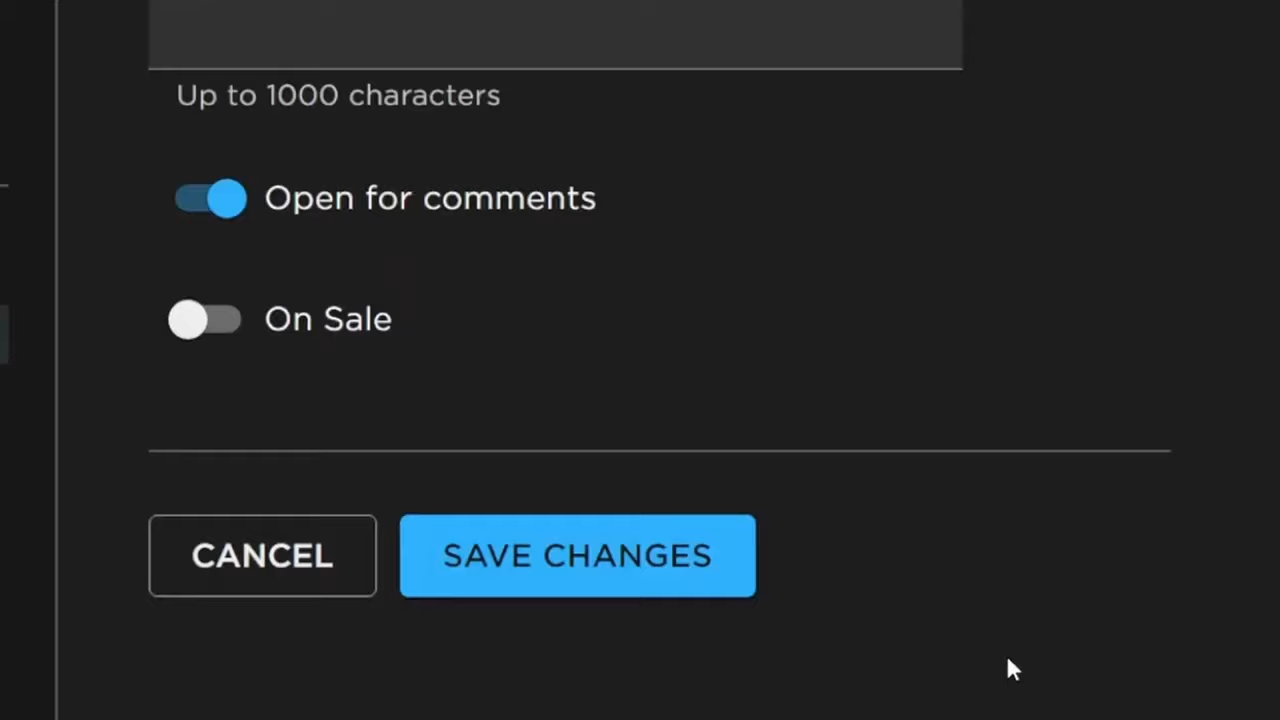 Up to 1000 characters
Open for comments
On Sale
CANCEL
SAVE CHANGES